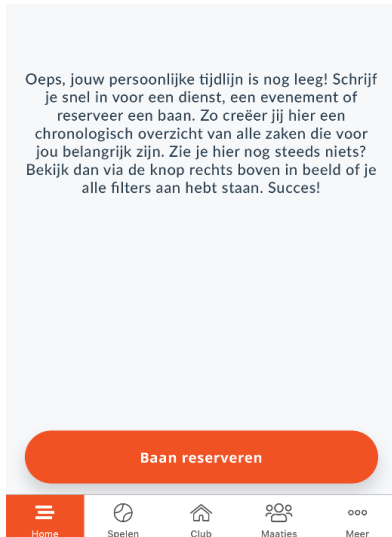 Oeps, jouw persoonlijke tijdlijn is nog leeg! Schrijf
je snel in voor een dienst, een evenement of
reserveer een baan. Zo creëer jij hier een
chronologisch overzicht van alle zaken die voor
jou belangrijk zijn. Zie je hier nog steeds niets?
Bekijk dan via de knop rechts boven in beeld of je
alle filters aan hebt staan. Succes!
Baan reserveren
Home Spelen Club Maatjes Meer